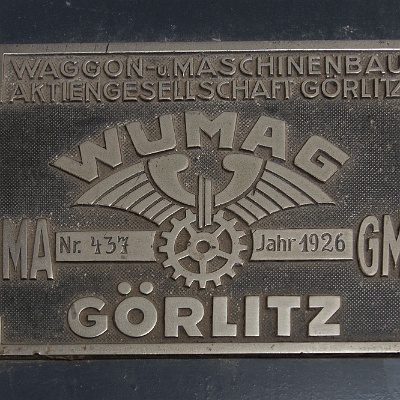 WAGGON- u. MASCHINENBAU
AKTIENGESELLSCHAFT GÖRLITZ
WUMAG
MA Nr. 437 Jahr 1926 GM
GÖRLITZ